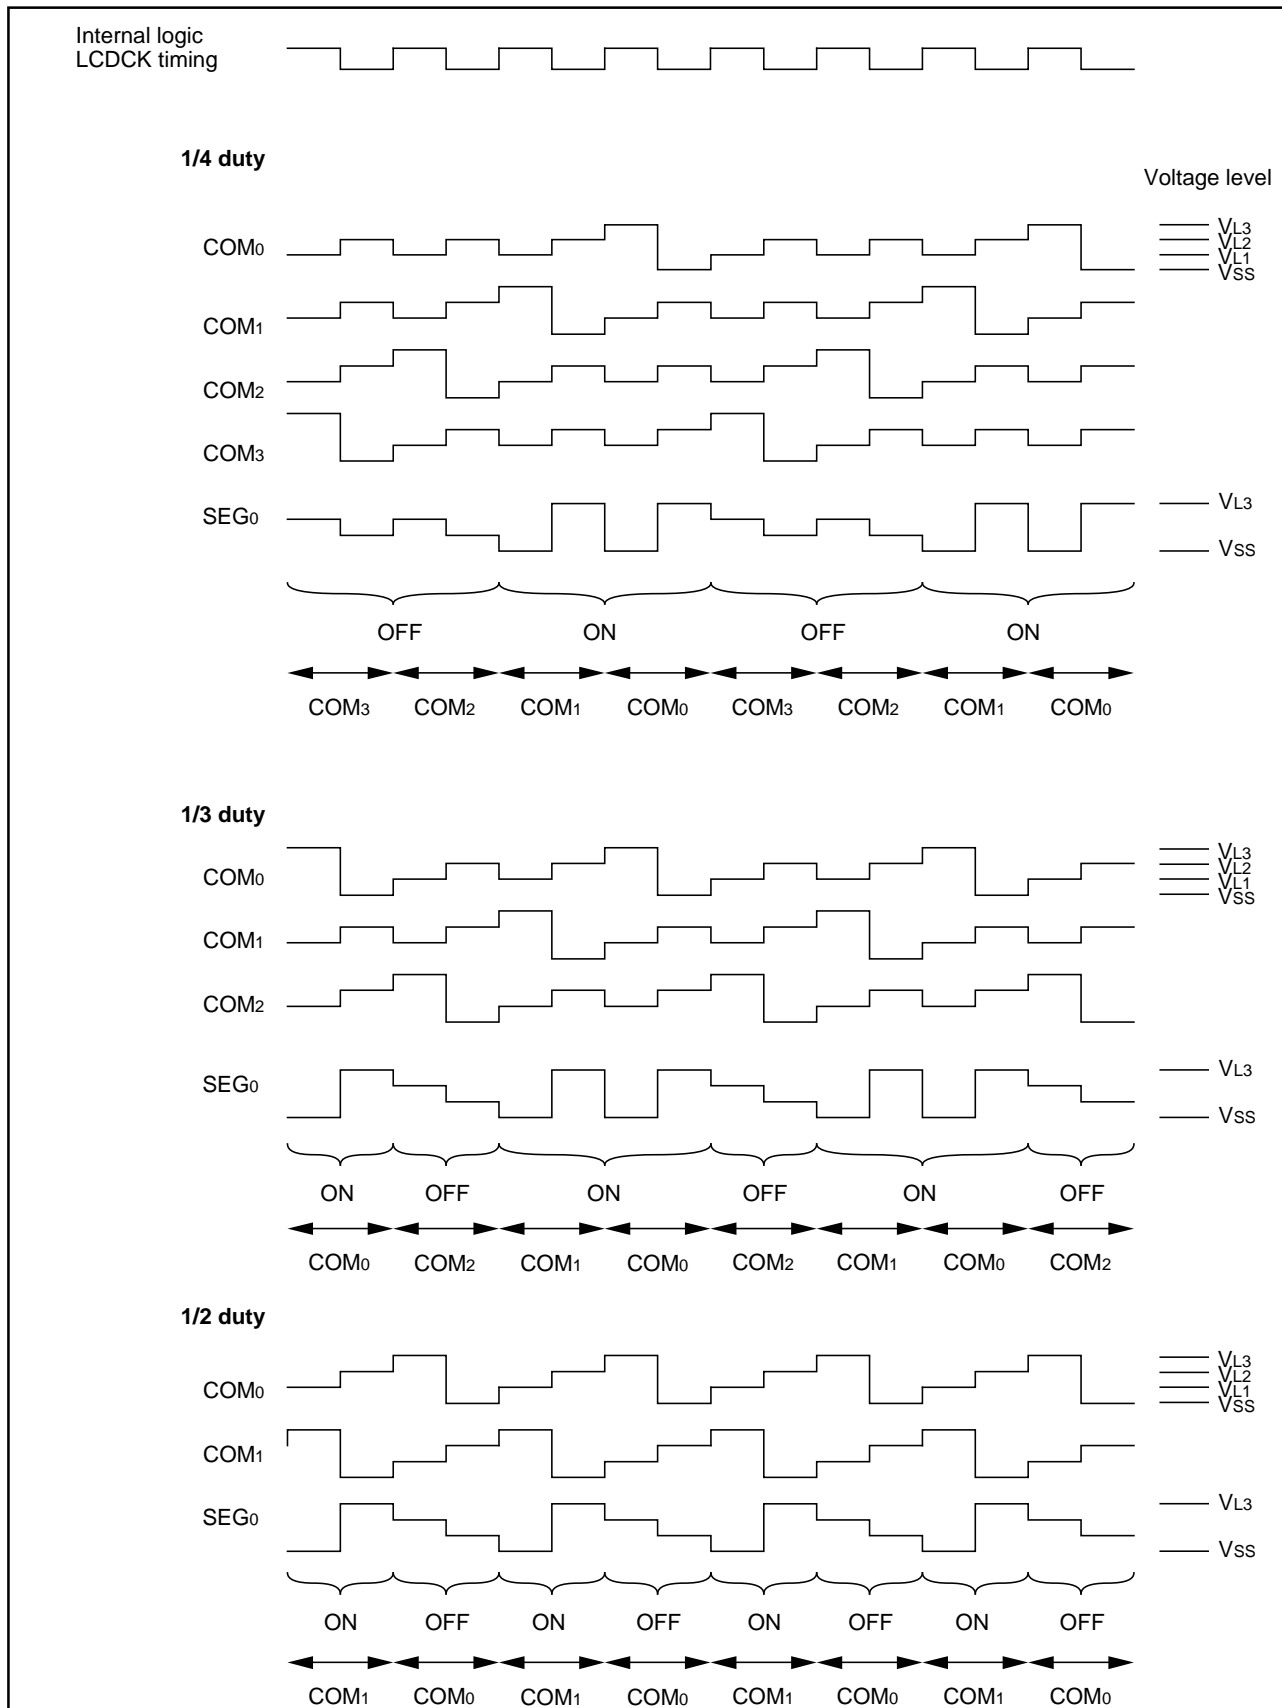 Internal logic
LCDCK timing
1/4 duty
Voltage level
COM0
VL3
VL2
VL1
VSS
COM1
COM2
COM3
SEG0
VL3
VSS
OFF ON OFF ON
COM3 COM2 COM1 COM0 COM3 COM2 COM1 COM0
1/3 duty
COM0
VL3
VL2
VL1
VSS
COM1
COM2
SEG0
VL3
VSS
ON OFF ON OFF ON OFF
COM0 COM2 COM1 COM0 COM2 COM1 COM0 COM2
1/2 duty
COM0
VL3
VL2
VL1
VSS
COM1
SEG0
VL3
VSS
ON OFF ON OFF ON OFF ON OFF
COM1 COM0 COM1 COM0 COM1 COM0 COM1 COM0